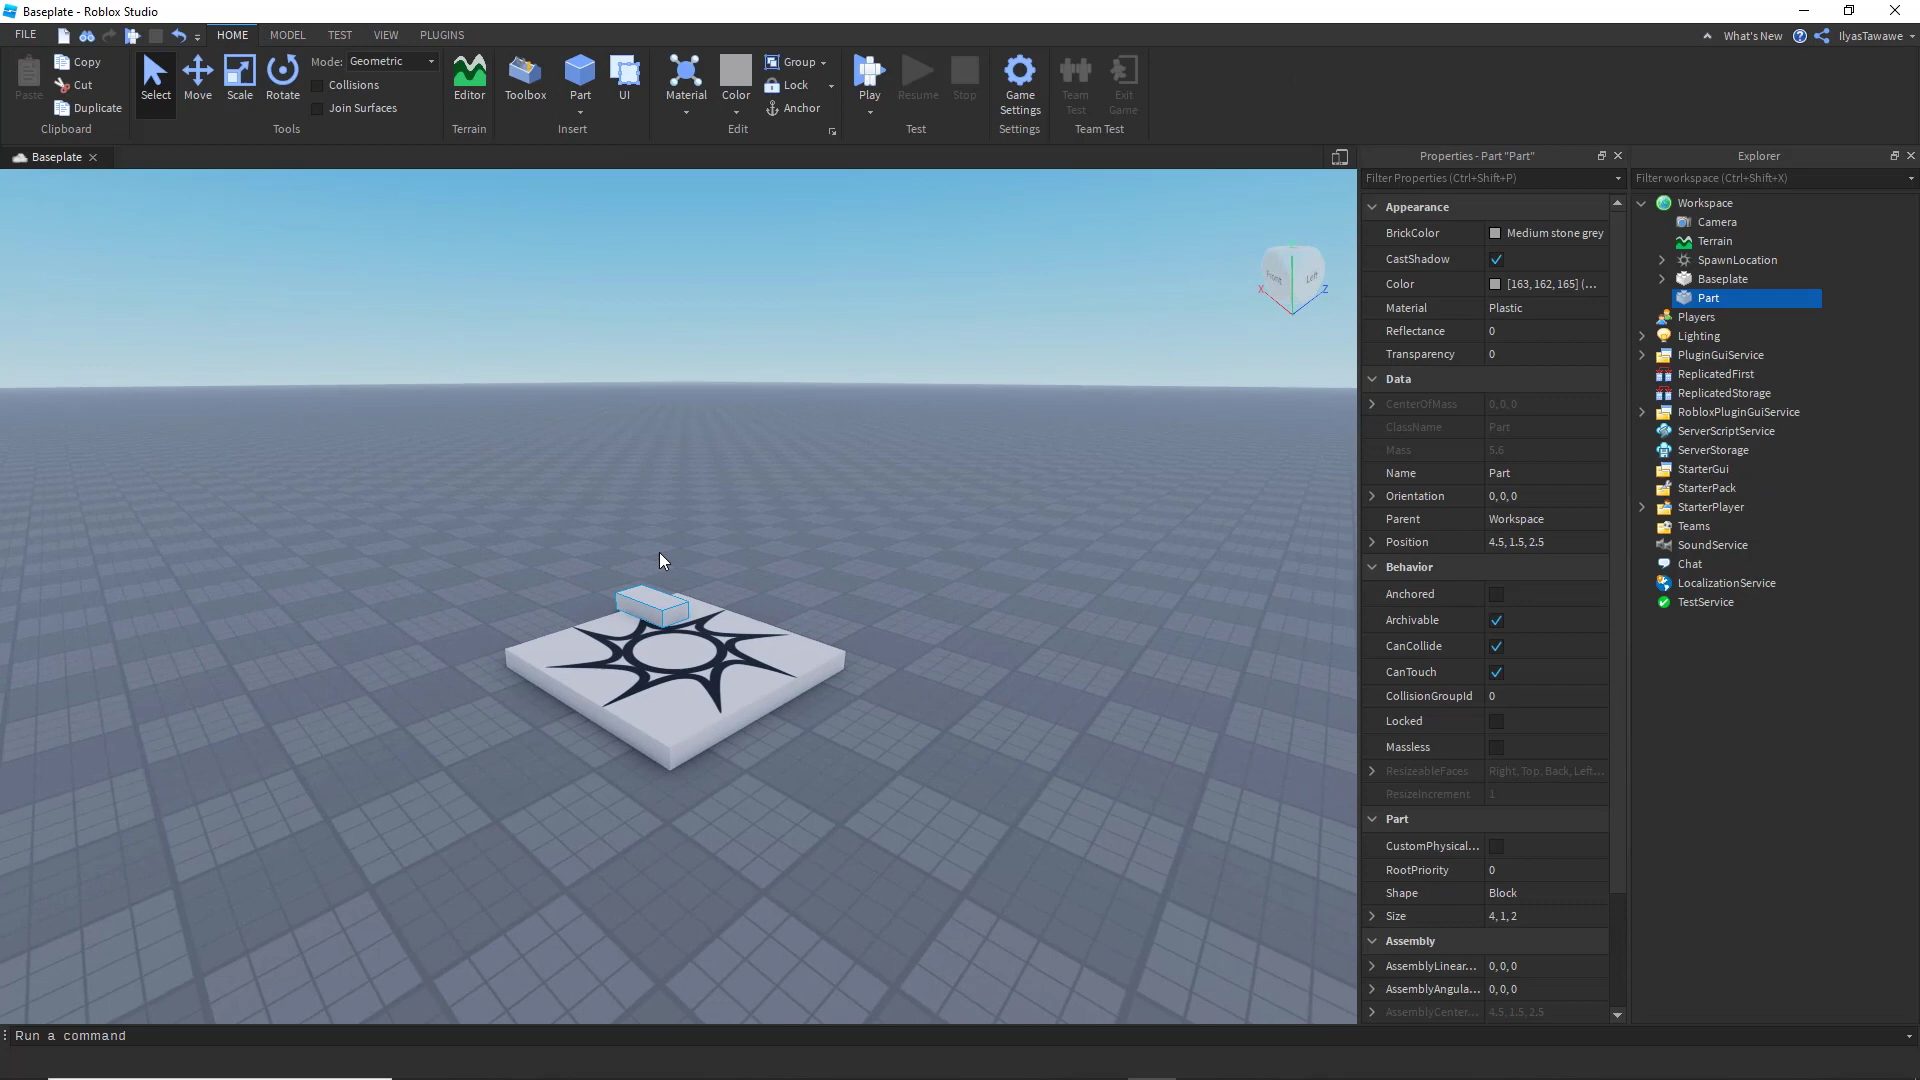 Baseplate - Roblox Studio
FILE HOME MODEL TEST VIEW PLUGINS What's New IlyasTawawe
Paste Copy Cut Duplicate
Clipboard
Select Move Scale Rotate Mode: Geometric
Collisions
Join Surfaces
Tools
Editor
Terrain
Toolbox Part UI
Insert
Material Color Group
Lock
Anchor
Edit
Play Resume Stop
Test
Game Settings
Settings
Team Test Exit Game
Team Test
Baseplate
Front Left
X Z
Properties - Part "Part"
Filter Properties (Ctrl+Shift+P)
Appearance
BrickColor Medium stone grey
CastShadow
Color [163, 162, 165] (...
Material Plastic
Reflectance 0
Transparency 0
Data
CenterOfMass 0, 0, 0
ClassName Part
Mass 5.6
Name Part
Orientation 0, 0, 0
Parent Workspace
Position 4.5, 1.5, 2.5
Behavior
Anchored
Archivable
CanCollide
CanTouch
CollisionGroupId 0
Locked
Massless
ResizeableFaces Right, Top, Back, Left...
ResizeIncrement 1
Part
CustomPhysical...
RootPriority 0
Shape Block
Size 4, 1, 2
Assembly
AssemblyLinear... 0, 0, 0
AssemblyAngula... 0, 0, 0
AssemblyCenter... 4.5, 1.5, 2.5
Explorer
Filter workspace (Ctrl+Shift+X)
Workspace
Camera
Terrain
SpawnLocation
Baseplate
Part
Players
Lighting
PluginGuiService
ReplicatedFirst
ReplicatedStorage
RobloxPluginGuiService
ServerScriptService
ServerStorage
StarterGui
StarterPack
StarterPlayer
Teams
SoundService
Chat
LocalizationService
TestService
Run a command